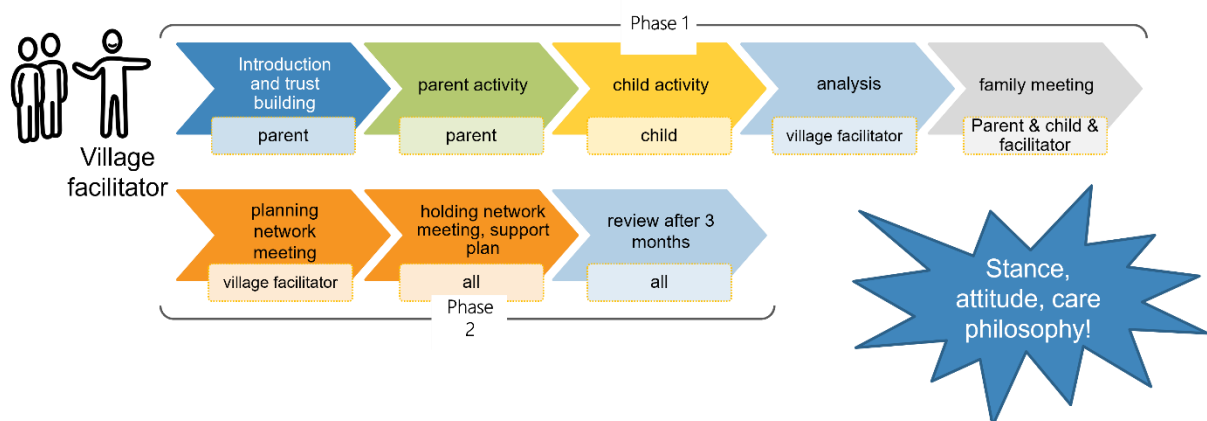 Phase 1
Introduction
and trust
building
parent
parent activity
parent
child activity
child
analysis
village facilitator
family meeting
Parent & child &
facilitator
Village
facilitator
planning
network
meeting
village facilitator
holding network
meeting, support
plan
all
review after 3
months
all
Phase
2
Stance,
attitude, care
philosophy!